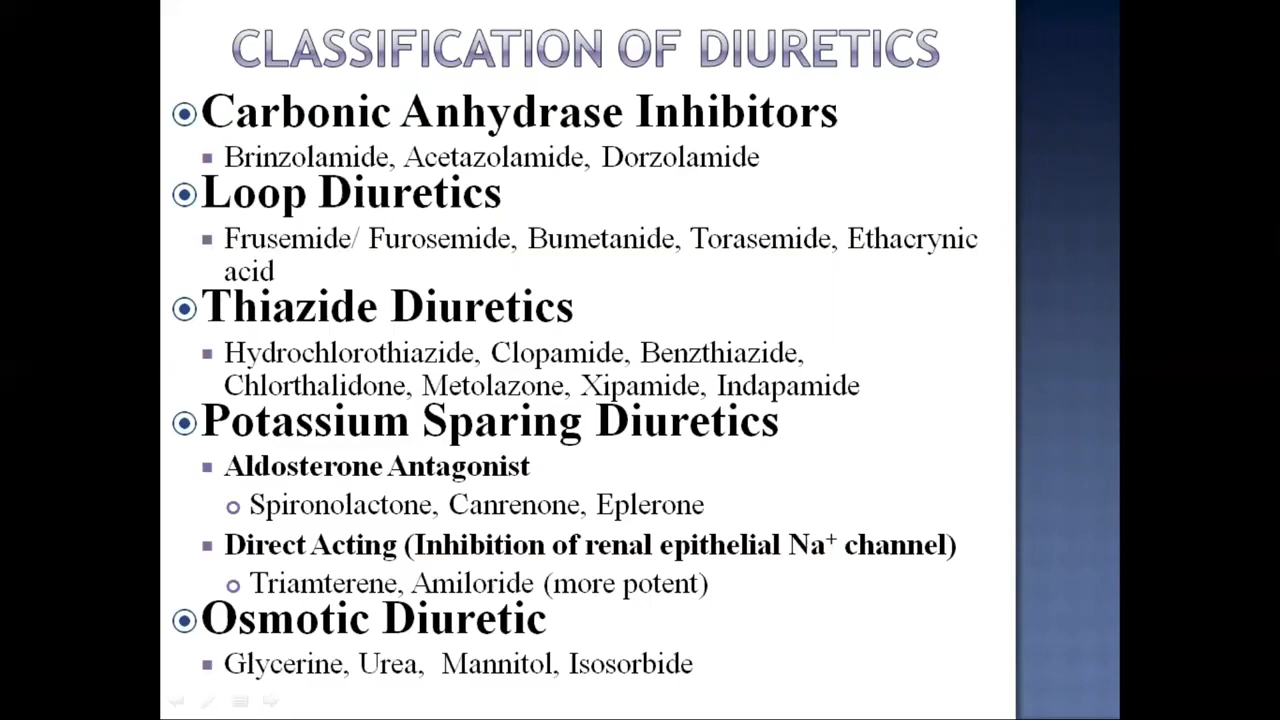 CLASSIFICATION OF DIURETICS
Carbonic Anhydrase Inhibitors
Brinzolamide, Acetazolamide, Dorzolamide
Loop Diuretics
Frusemide/ Furosemide, Bumetanide, Torasemide, Ethacrynic
acid
Thiazide Diuretics
Hydrochlorothiazide, Clopamide, Benzthiazide,
Chlorthalidone, Metolazone, Xipamide, Indapamide
Potassium Sparing Diuretics
Aldosterone Antagonist
Spironolactone, Canrenone, Eplerone
Direct Acting (Inhibition of renal epithelial Na⁺ channel)
Triamterene, Amiloride (more potent)
Osmotic Diuretic
Glycerine, Urea, Mannitol, Isosorbide